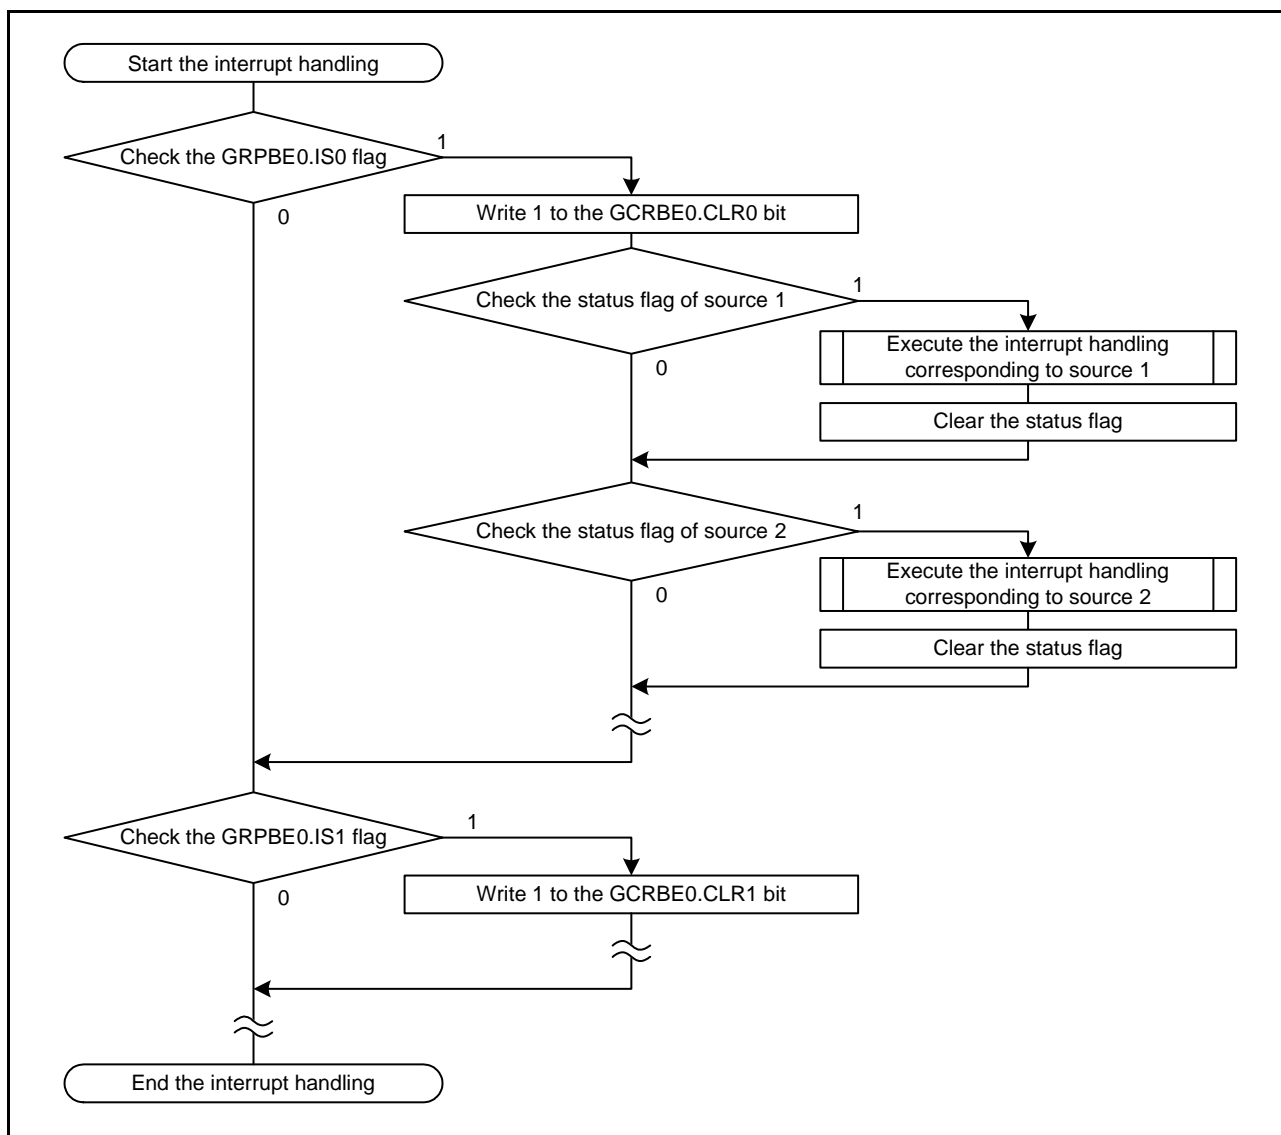 Start the interrupt handling
Check the GRPBE0.IS0 flag
1
0
Write 1 to the GCRBE0.CLR0 bit
Check the status flag of source 1
1
0
Execute the interrupt handling
corresponding to source 1
Clear the status flag
Check the status flag of source 2
1
0
Execute the interrupt handling
corresponding to source 2
Clear the status flag
Check the GRPBE0.IS1 flag
1
0
Write 1 to the GCRBE0.CLR1 bit
End the interrupt handling